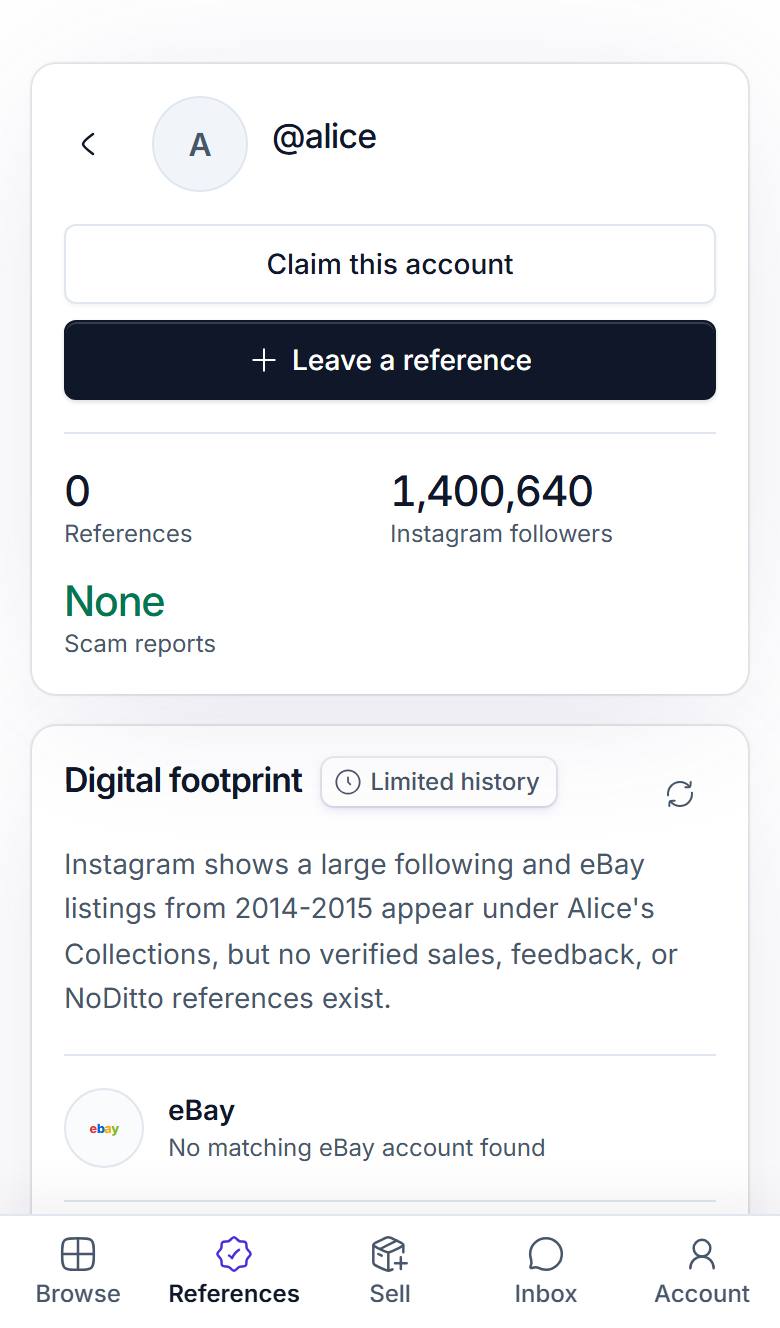 A
@alice
Claim this account
Leave a reference
0
References
1,400,640
Instagram followers
None
Scam reports
Digital footprint
Limited history
Instagram shows a large following and eBay
listings from 2014-2015 appear under Alice's
Collections, but no verified sales, feedback, or
NoDitto references exist.
ebay
eBay
No matching eBay account found
Browse
References
Sell
Inbox
Account